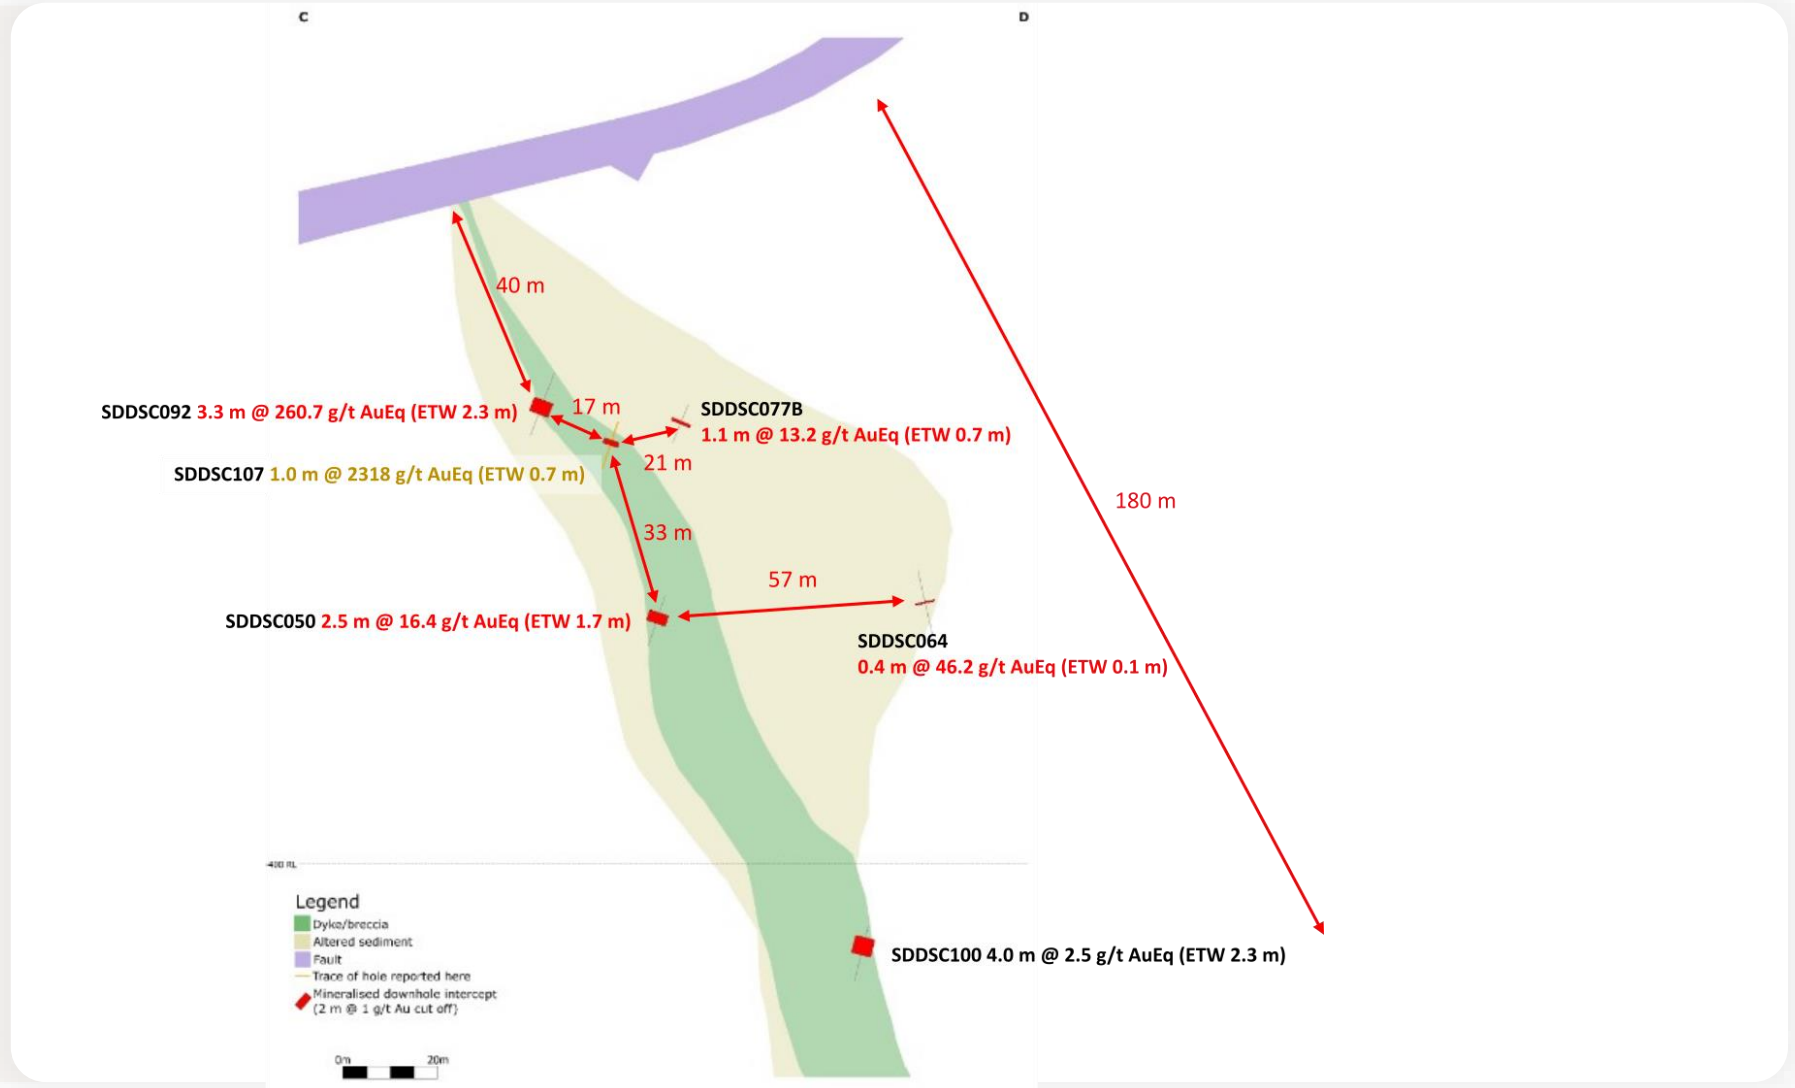 C
D
40 m
SDDSC092 3.3 m @ 260.7 g/t AuEq (ETW 2.3 m)
17 m
SDDSC077B
1.1 m @ 13.2 g/t AuEq (ETW 0.7 m)
21 m
SDDSC107 1.0 m @ 2318 g/t AuEq (ETW 0.7 m)
180 m
33 m
57 m
SDDSC050 2.5 m @ 16.4 g/t AuEq (ETW 1.7 m)
SDDSC064
0.4 m @ 46.2 g/t AuEq (ETW 0.1 m)
-400 RL
Legend
Dyke/breccia
Altered sediment
Fault
Trace of hole reported here
Mineralised downhole intercept
(2 m @ 1 g/t Au cut off)
SDDSC100 4.0 m @ 2.5 g/t AuEq (ETW 2.3 m)
0m 20m